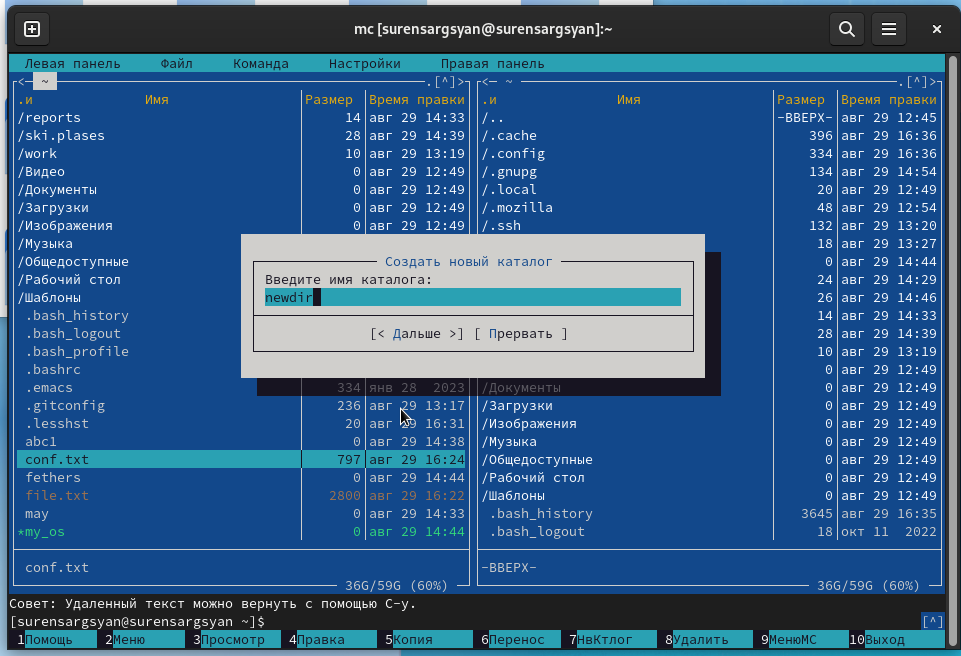 mc [surensargsyan@surensargsyan]:~
Левая панель Файл Команда Настройки Правая панель
<— ~ .[^]> <— ~ .[^]>
.и Имя Размер Время правки .и Имя Размер Время правки
/reports 14 авг 29 14:33 /.. -ВВЕРХ- авг 29 12:45
/ski.plases 28 авг 29 14:39 /.cache 396 авг 29 16:36
/work 10 авг 29 13:19 /.config 334 авг 29 16:36
/Видео 0 авг 29 12:49 /.gnupg 134 авг 29 14:54
/Документы 0 авг 29 12:49 /.local 20 авг 29 12:49
/Загрузки 0 авг 29 12:49 /.mozilla 48 авг 29 12:54
/Изображения 0 авг 29 12:49 /.ssh 132 авг 29 13:20
/Музыка 18 авг 29 13:27
/Общедоступные Создать новый каталог 0 авг 29 14:44
/Рабочий стол Введите имя каталога: 24 авг 29 14:29
/Шаблоны newdir 26 авг 29 14:46
.bash_history 14 авг 29 14:33
.bash_logout [< Дальше >] [ Прервать ] 28 авг 29 14:39
.bash_profile 10 авг 29 13:19
.bashrc 0 авг 29 12:49
.emacs 334 янв 28 2023 /Документы 0 авг 29 12:49
.gitconfig 236 авг 29 13:17 /Загрузки 0 авг 29 12:49
.lesshst 20 авг 29 16:31 /Изображения 0 авг 29 12:49
abc1 0 авг 29 14:38 /Музыка 0 авг 29 12:49
conf.txt 797 авг 29 16:24 /Общедоступные 0 авг 29 12:49
fethers 0 авг 29 14:44 /Рабочий стол 0 авг 29 12:49
file.txt 2800 авг 29 16:22 /Шаблоны 0 авг 29 12:49
may 0 авг 29 14:33 .bash_history 3645 авг 29 16:35
*my_os 0 авг 29 14:44 .bash_logout 18 окт 11 2022
conf.txt -ВВЕРХ-
36G/59G (60%) 36G/59G (60%)
Совет: Удаленный текст можно вернуть с помощью C-y.
[surensargsyan@surensargsyan ~]$ [^]
1Помощь 2Меню 3Просмотр 4Правка 5Копия 6Перенос 7НвКтлог 8Удалить 9МенюMC 10Выход